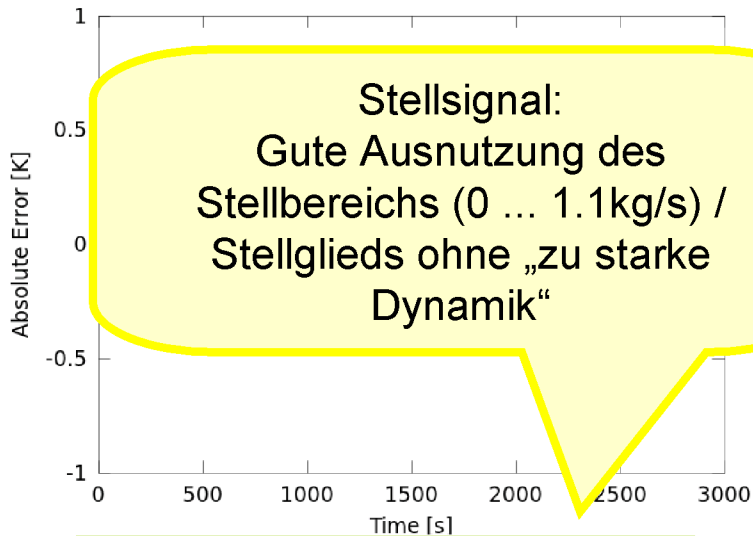 1
Stellsignal:
0.5
Gute Ausnutzung des
Stellbereichs (0 ... 1.1kg/s) /
0
Stellglieds ohne „zu starke
Dynamik“
Absolute Error [K]
-0.5
-1
0 500 1000 1500 2000 2500 3000
Time [s]